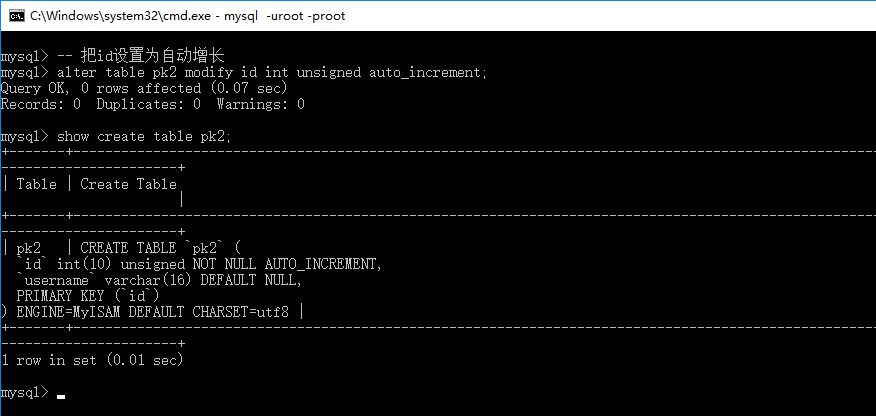 C:\Windows\system32\cmd.exe - mysql  -uroot -proot
mysql> -- 把id设置为自动增长
mysql> alter table pk2 modify id int unsigned auto_increment;
Query OK, 0 rows affected (0.07 sec)
Records: 0  Duplicates: 0  Warnings: 0
mysql> show create table pk2;
+-------+----------------------------------------------------------------------------------------------------
----------------------+
| Table | Create Table
                      |
+-------+----------------------------------------------------------------------------------------------------
----------------------+
| pk2   | CREATE TABLE `pk2` (
  `id` int(10) unsigned NOT NULL AUTO_INCREMENT,
  `username` varchar(16) DEFAULT NULL,
  PRIMARY KEY (`id`)
) ENGINE=MyISAM DEFAULT CHARSET=utf8 |
+-------+----------------------------------------------------------------------------------------------------
----------------------+
1 row in set (0.01 sec)
mysql>